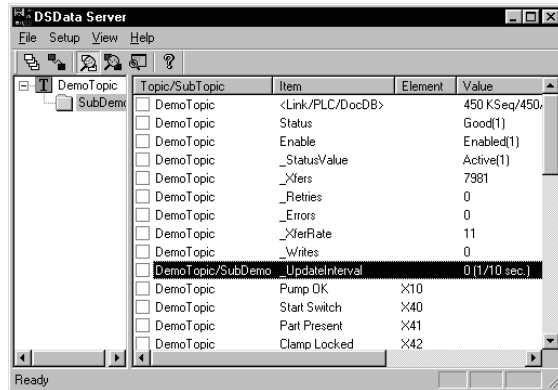 DSData Server
File Setup View Help
DemoTopic
SubDemo
Topic/SubTopic Item Element Value
DemoTopic <Link/PLC/DocDB> 450 KSeq/450/
DemoTopic Status Good(1)
DemoTopic Enable Enabled(1)
DemoTopic _StatusValue Active(1)
DemoTopic _Xfers 7981
DemoTopic _Retries 0
DemoTopic _Errors 0
DemoTopic _XferRate 11
DemoTopic _Writes 0
DemoTopic/SubDemo _UpdateInterval 0 (1/10 sec.)
DemoTopic Pump OK X10
DemoTopic Start Switch X40
DemoTopic Part Present X41
DemoTopic Clamp Locked X42
Ready